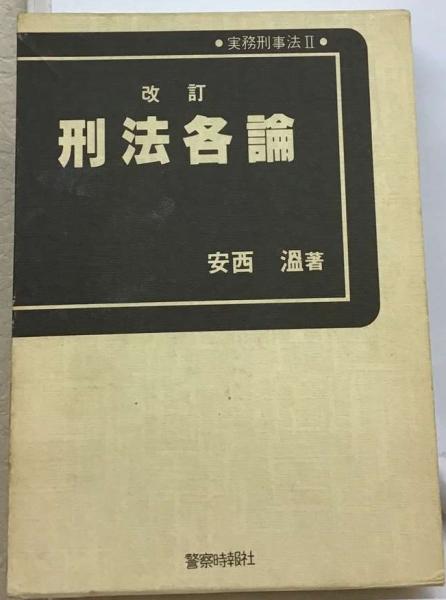 •実務刑事法Ⅱ•
改訂
刑法各論
安西 溫著
警察時報社